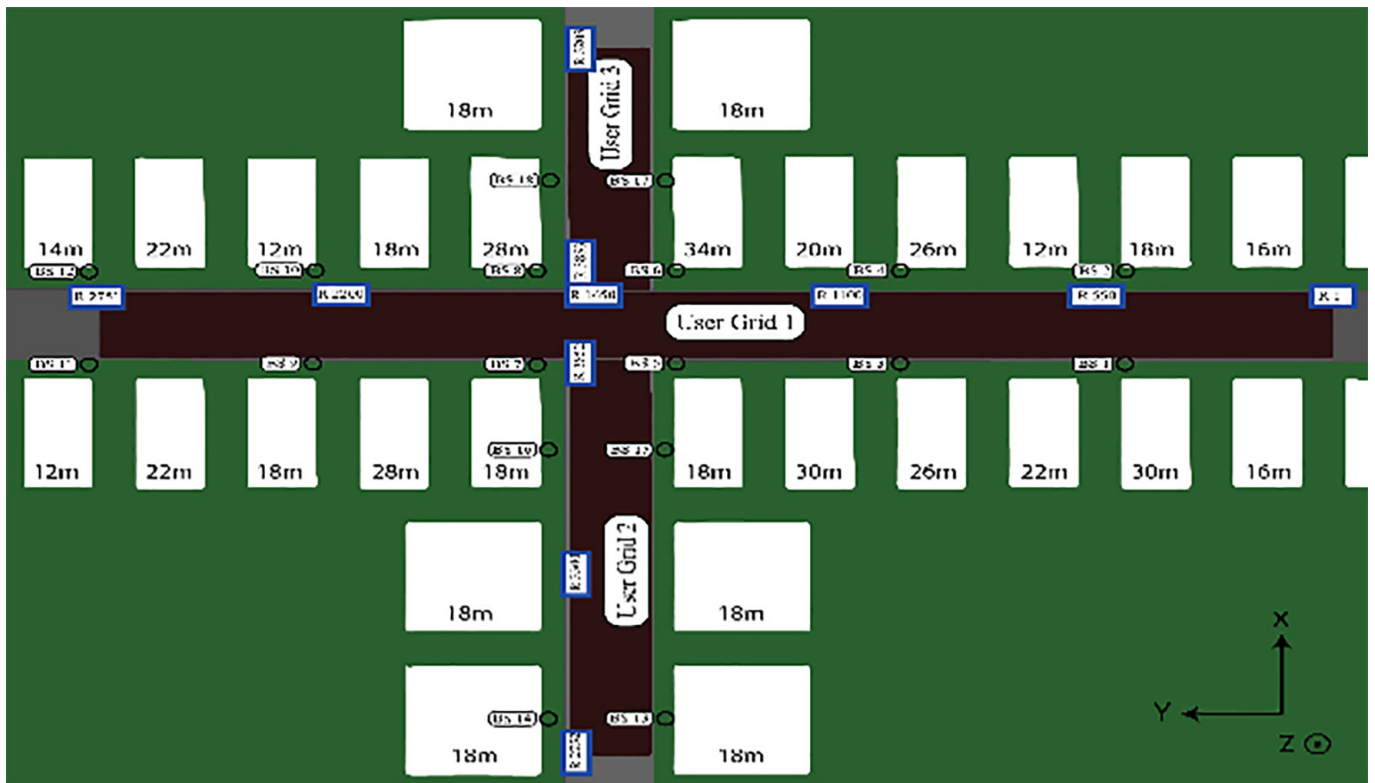 User Grid 3
18m
18m
BS 18
BS 17
14m
22m
12m
18m
28m
34m
20m
26m
12m
18m
16m
BS 12
BS 10
BS 8
BS 6
BS 4
BS 2
R 2751
R 2200
R 1650
R 1100
R 550
R 1
User Grid 1
BS 11
BS 9
BS 7
BS 5
BS 3
BS 1
12m
22m
18m
28m
18m
18m
30m
26m
22m
30m
16m
BS 16
BS 15
User Grid 2
18m
18m
X
Y
Z
BS 14
BS 13
18m
18m